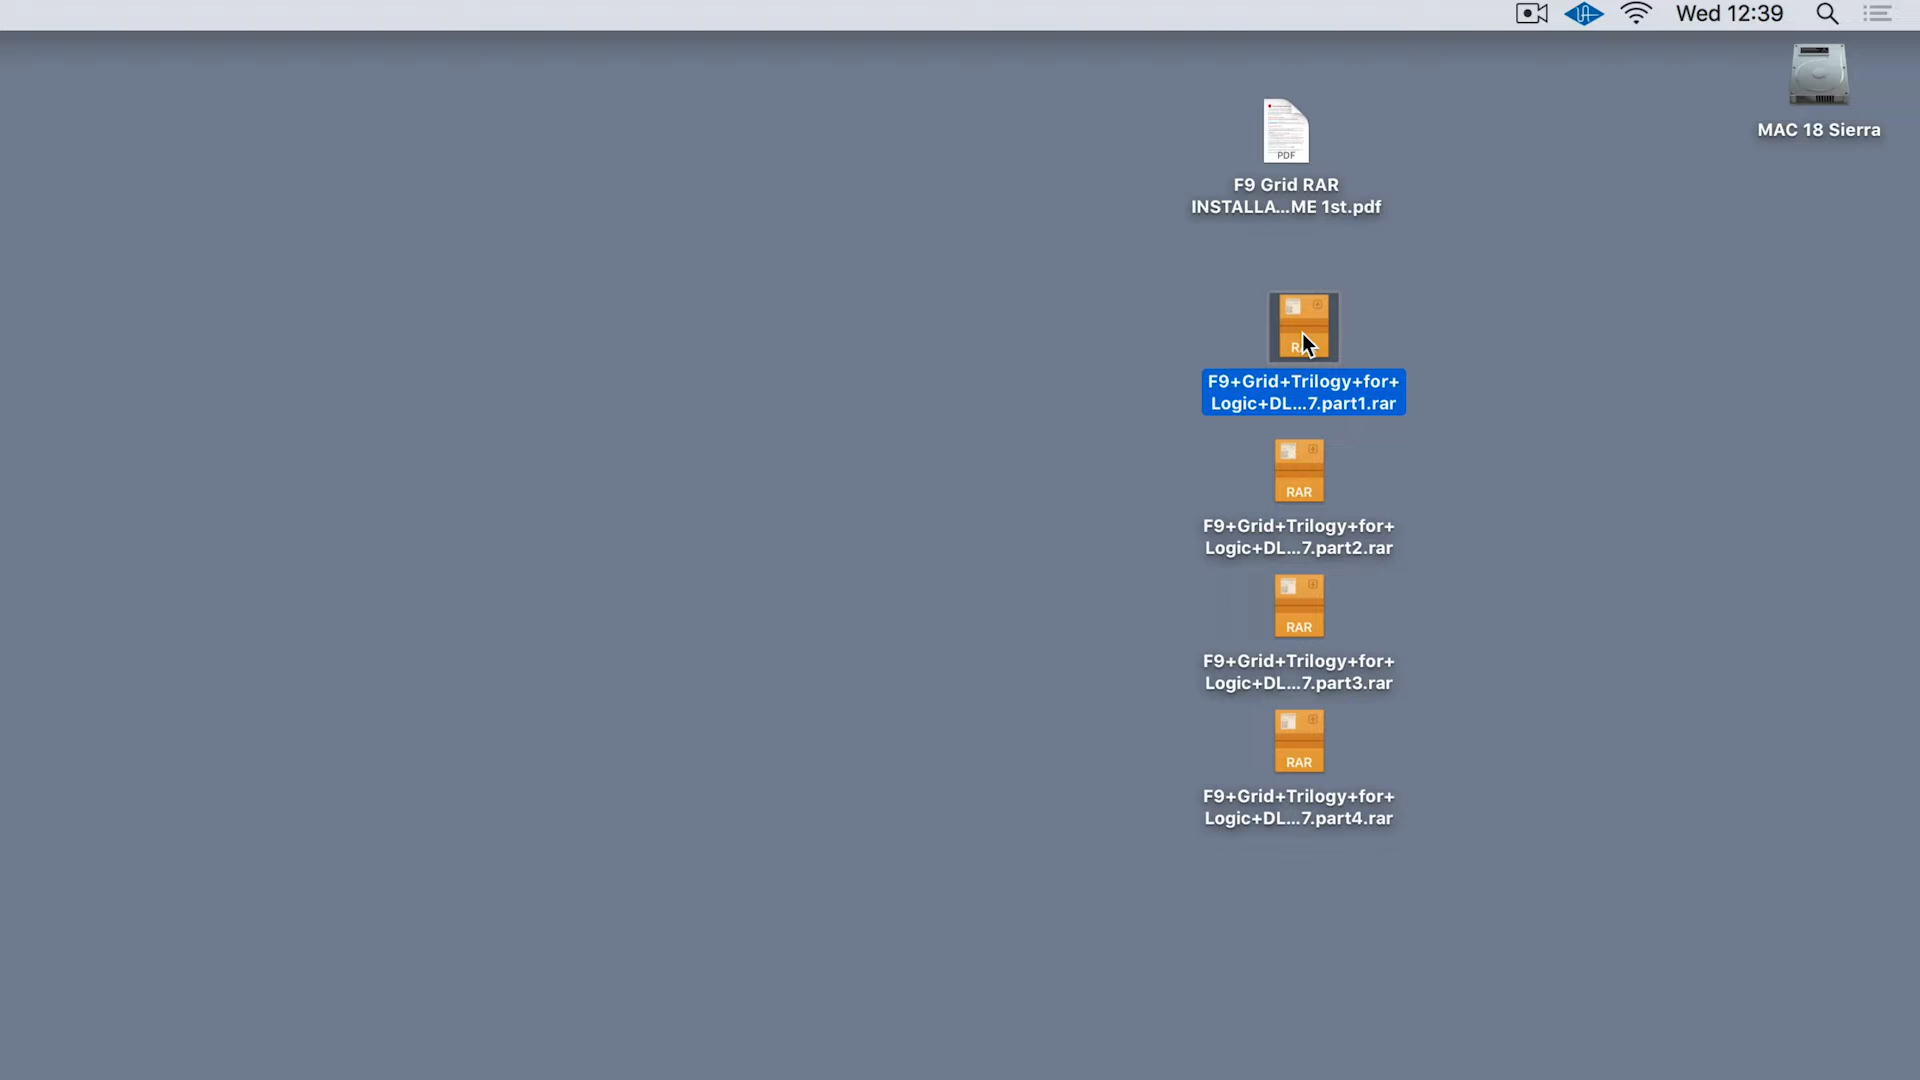 Wed 12:39
MAC 18 Sierra
PDF
F9 Grid RAR
INSTALLA...ME 1st.pdf
F9+Grid+Trilogy+for+
Logic+DL...7.part1.rar
RAR
F9+Grid+Trilogy+for+
Logic+DL...7.part2.rar
RAR
F9+Grid+Trilogy+for+
Logic+DL...7.part3.rar
RAR
F9+Grid+Trilogy+for+
Logic+DL...7.part4.rar